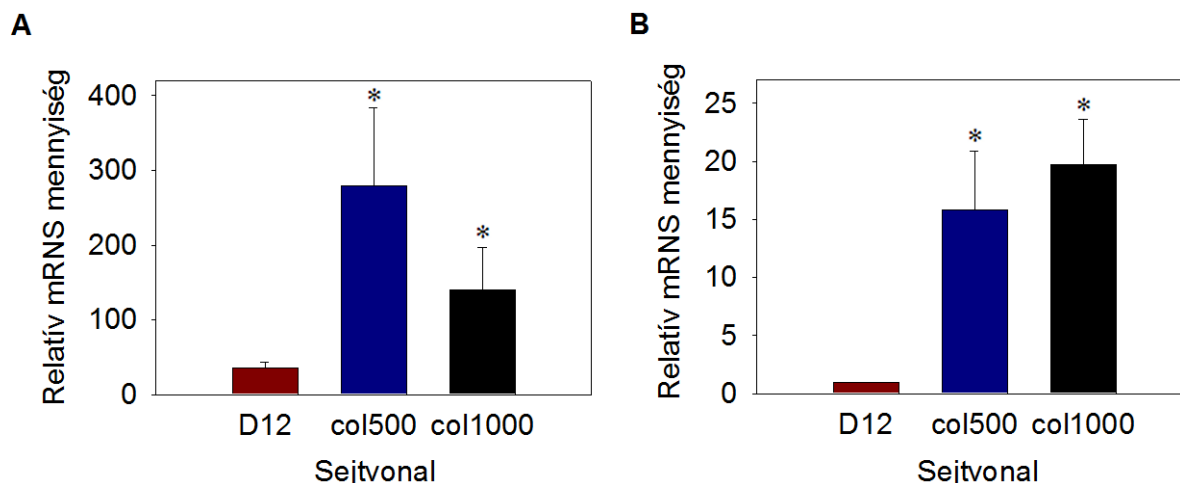 A
Relatív mRNS mennyiség
400
300
200
100
0
*
*
D12 col500 col1000
Sejtvonal
B
Relatív mRNS mennyiség
25
20
15
10
5
0
*
*
D12 col500 col1000
Sejtvonal